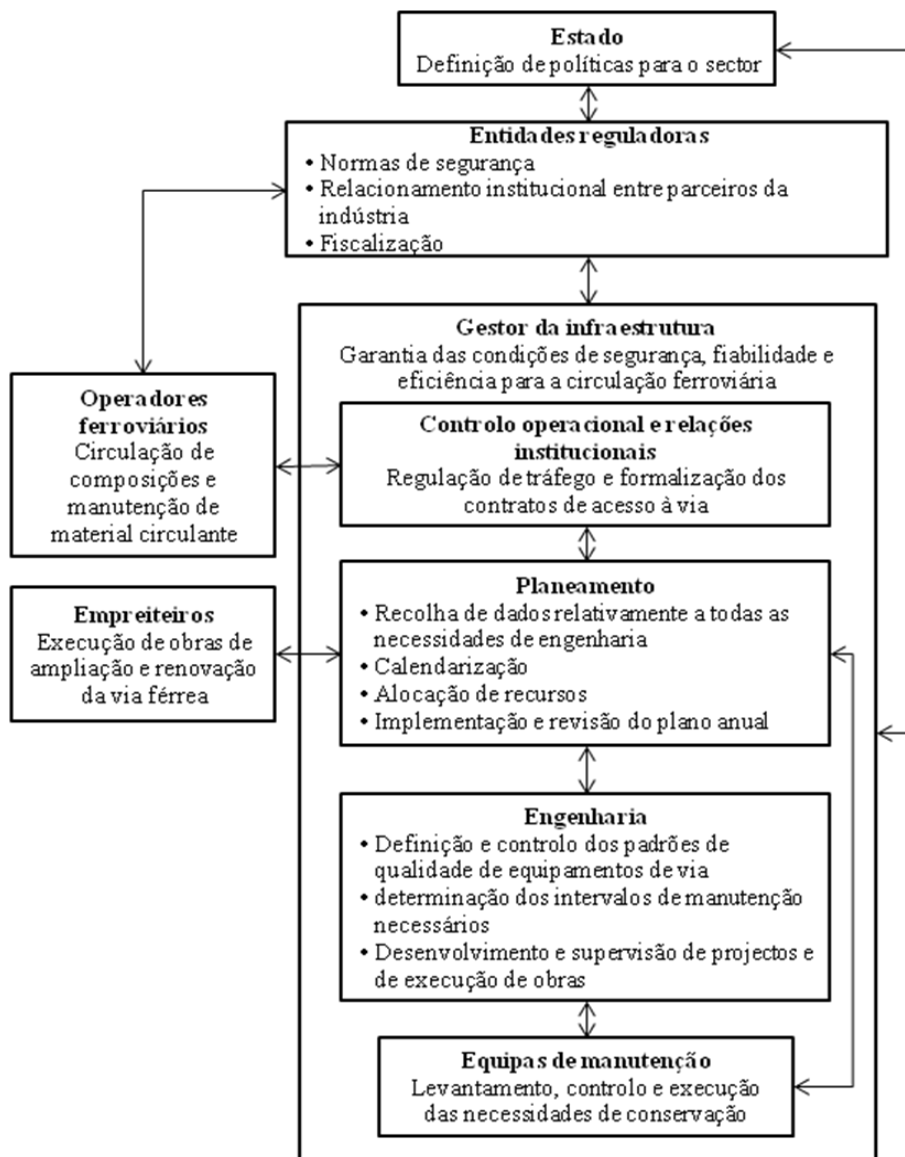 Estado
Definição de políticas para o sector
Entidades reguladoras
• Normas de segurança
• Relacionamento institucional entre parceiros da
indústria
• Fiscalização
Gestor da infraestrutura
Garantia das condições de segurança, fiabilidade e
eficiência para a circulação ferroviária
Operadores
ferroviários
Circulação de
composições e
manutenção de
material circulante
Controlo operacional e relações
institucionais
Regulação de tráfego e formalização dos
contratos de acesso à via
Empreiteiros
Execução de obras de
ampliação e renovação
da via férrea
Planeamento
• Recolha de dados relativamente a todas as
necessidades de engenharia
• Calendarização
• Alocação de recursos
• Implementação e revisão do plano anual
Engenharia
• Definição e controlo dos padrões de
qualidade de equipamentos de via
• determinação dos intervalos de manutenção
necessários
• Desenvolvimento e supervisão de projectos e
de execução de obras
Equipas de manutenção
Levantamento, controlo e execução
das necessidades de conservação